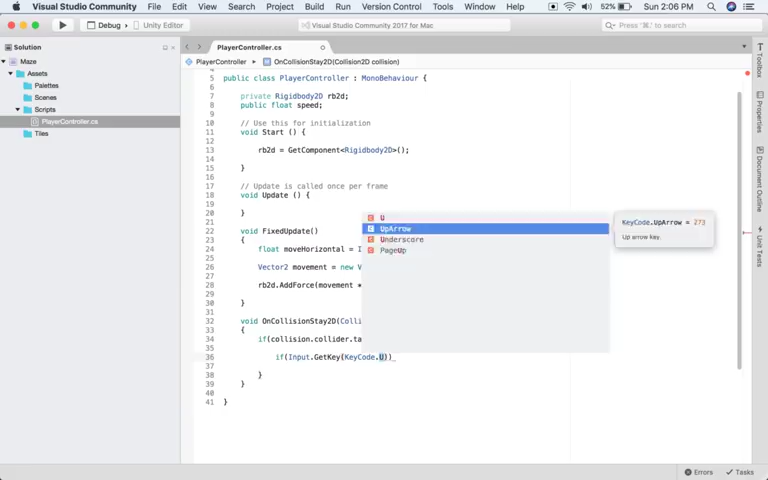 Visual Studio Community File Edit View Search Project Build Run Version Control Tools Window Help 52% Sun 2:06 PM
Debug Unity Editor Visual Studio Community 2017 for Mac Press '⌘.' to search
Solution
Maze
Assets
Palettes
Scenes
Scripts
PlayerController.cs
Tiles
PlayerController.cs
PlayerController OnCollisionStay2D(Collision2D collision)
4
5 public class PlayerController : MonoBehaviour {
6
7 private Rigidbody2D rb2d;
8 public float speed;
9
10 // Use this for initialization
11 void Start () {
12
13 rb2d = GetComponent<Rigidbody2D>();
14
15 }
16
17 // Update is called once per frame
18 void Update () {
19
20 }
21
22 void FixedUpdate()
23 {
24 float moveHorizontal = I
25
26 Vector2 movement = new V
27
28 rb2d.AddForce(movement *
29
30 }
31
32 void OnCollisionStay2D(Colli
33 {
34 if(collision.collider.ta
35
36 if(Input.GetKey(KeyCode.U))
37
38 }
39 }
40
41 }
U
UpArrow
Underscore
PageUp
KeyCode.UpArrow = 273
Up arrow key.
Toolbox
Properties
Document Outline
Unit Tests
Errors Tasks